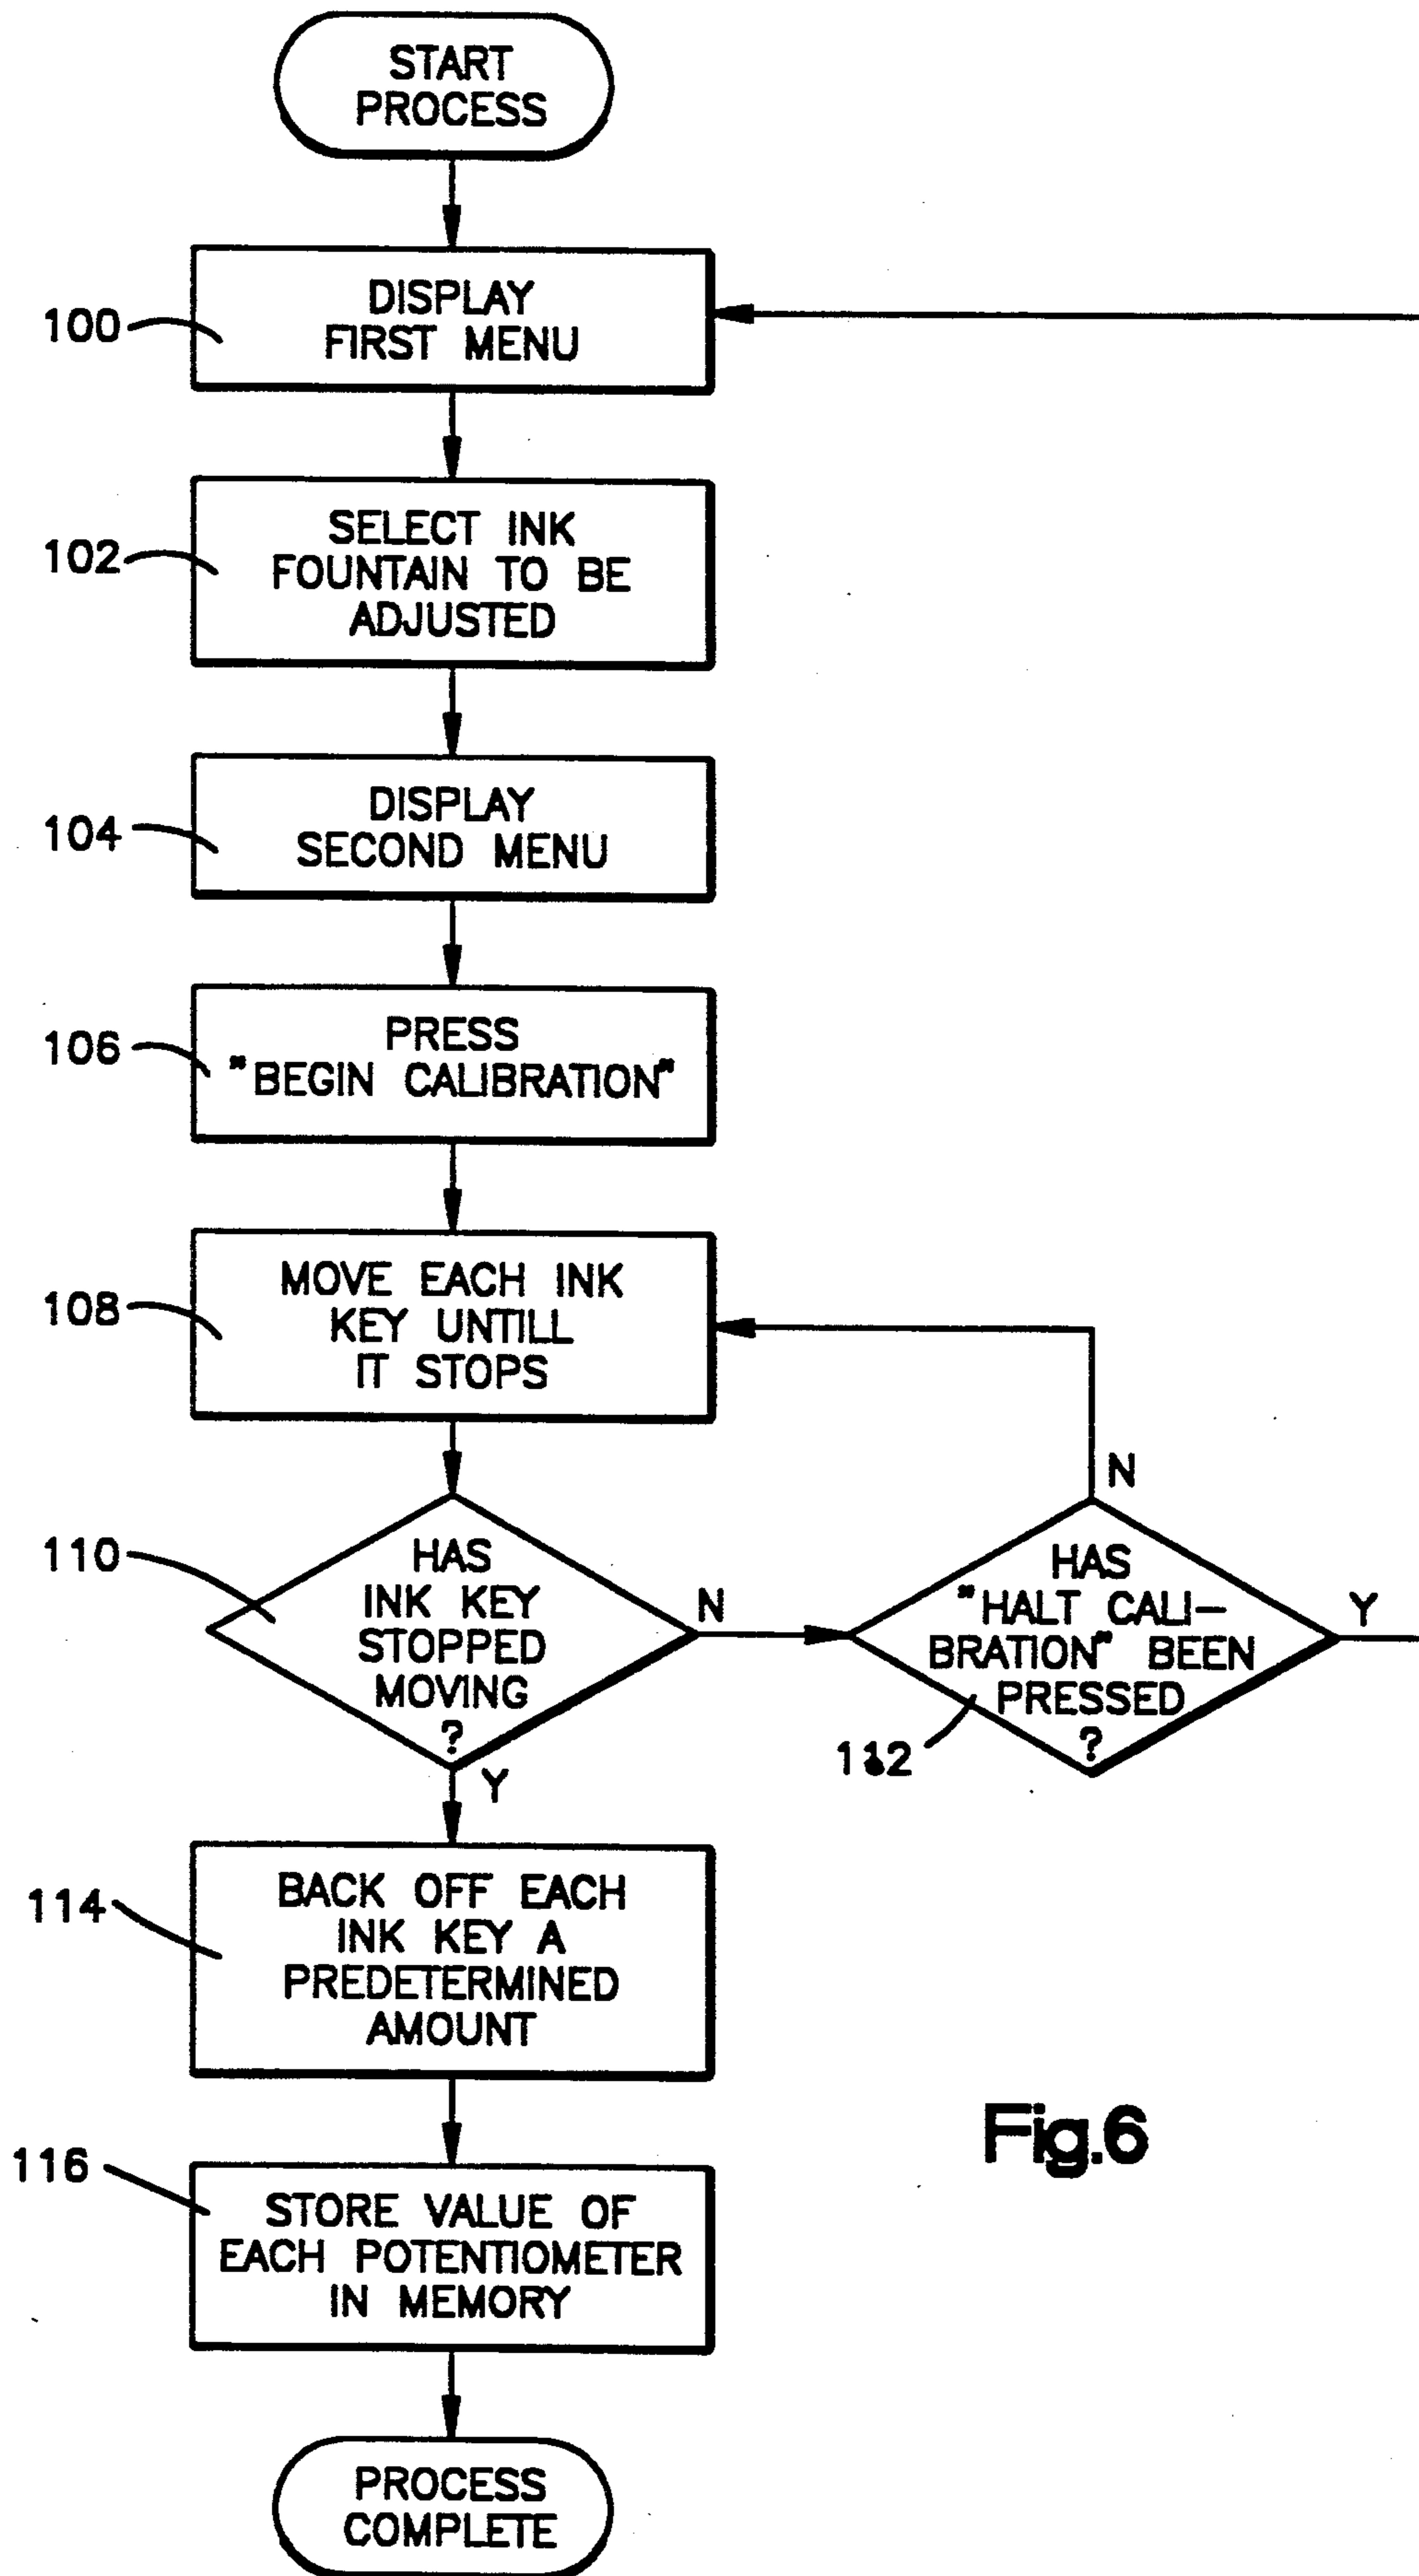 START
PROCESS
100
DISPLAY
FIRST MENU
102
SELECT INK
FOUNTAIN TO BE
ADJUSTED
104
DISPLAY
SECOND MENU
106
PRESS
"BEGIN CALIBRATION"
108
MOVE EACH INK
KEY UNTILL
IT STOPS
110
HAS
INK KEY
STOPPED
MOVING
?
N
Y
112
HAS
"HALT CALI-
BRATION" BEEN
PRESSED
?
N
Y
114
BACK OFF EACH
INK KEY A
PREDETERMINED
AMOUNT
116
STORE VALUE OF
EACH POTENTIOMETER
IN MEMORY
PROCESS
COMPLETE
Fig.6